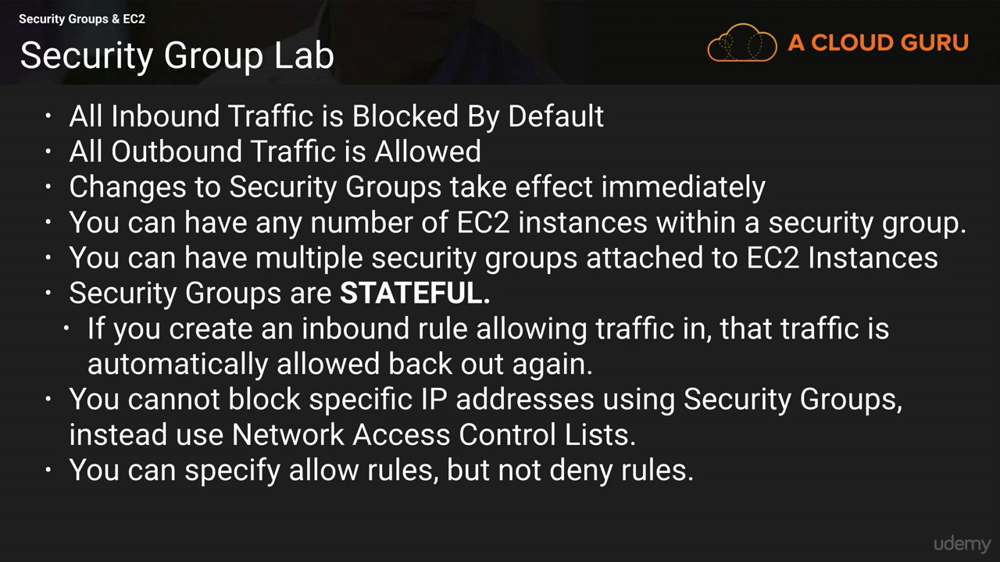 Security Groups & EC2
Security Group Lab
A CLOUD GURU
• All Inbound Traffic is Blocked By Default
• All Outbound Traffic is Allowed
• Changes to Security Groups take effect immediately
• You can have any number of EC2 instances within a security group.
• You can have multiple security groups attached to EC2 Instances
• Security Groups are STATEFUL.
• If you create an inbound rule allowing traffic in, that traffic is
automatically allowed back out again.
• You cannot block specific IP addresses using Security Groups,
instead use Network Access Control Lists.
• You can specify allow rules, but not deny rules.
udemy